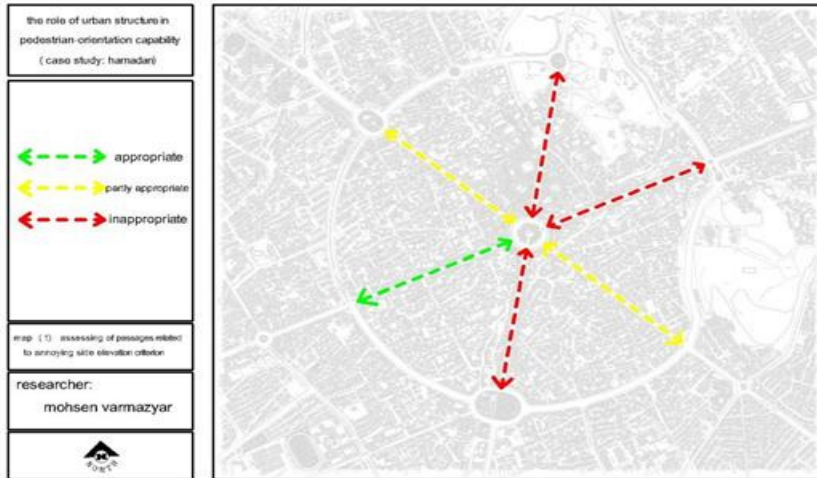 the role of urban structure in
pedestrian-orientation capability
( case study: hamadan)
appropriate
partly appropriate
inappropriate
map ( 1) assessing of passages related
to annoying side elevation criterion
researcher:
mohsen varmazyar
NORTH